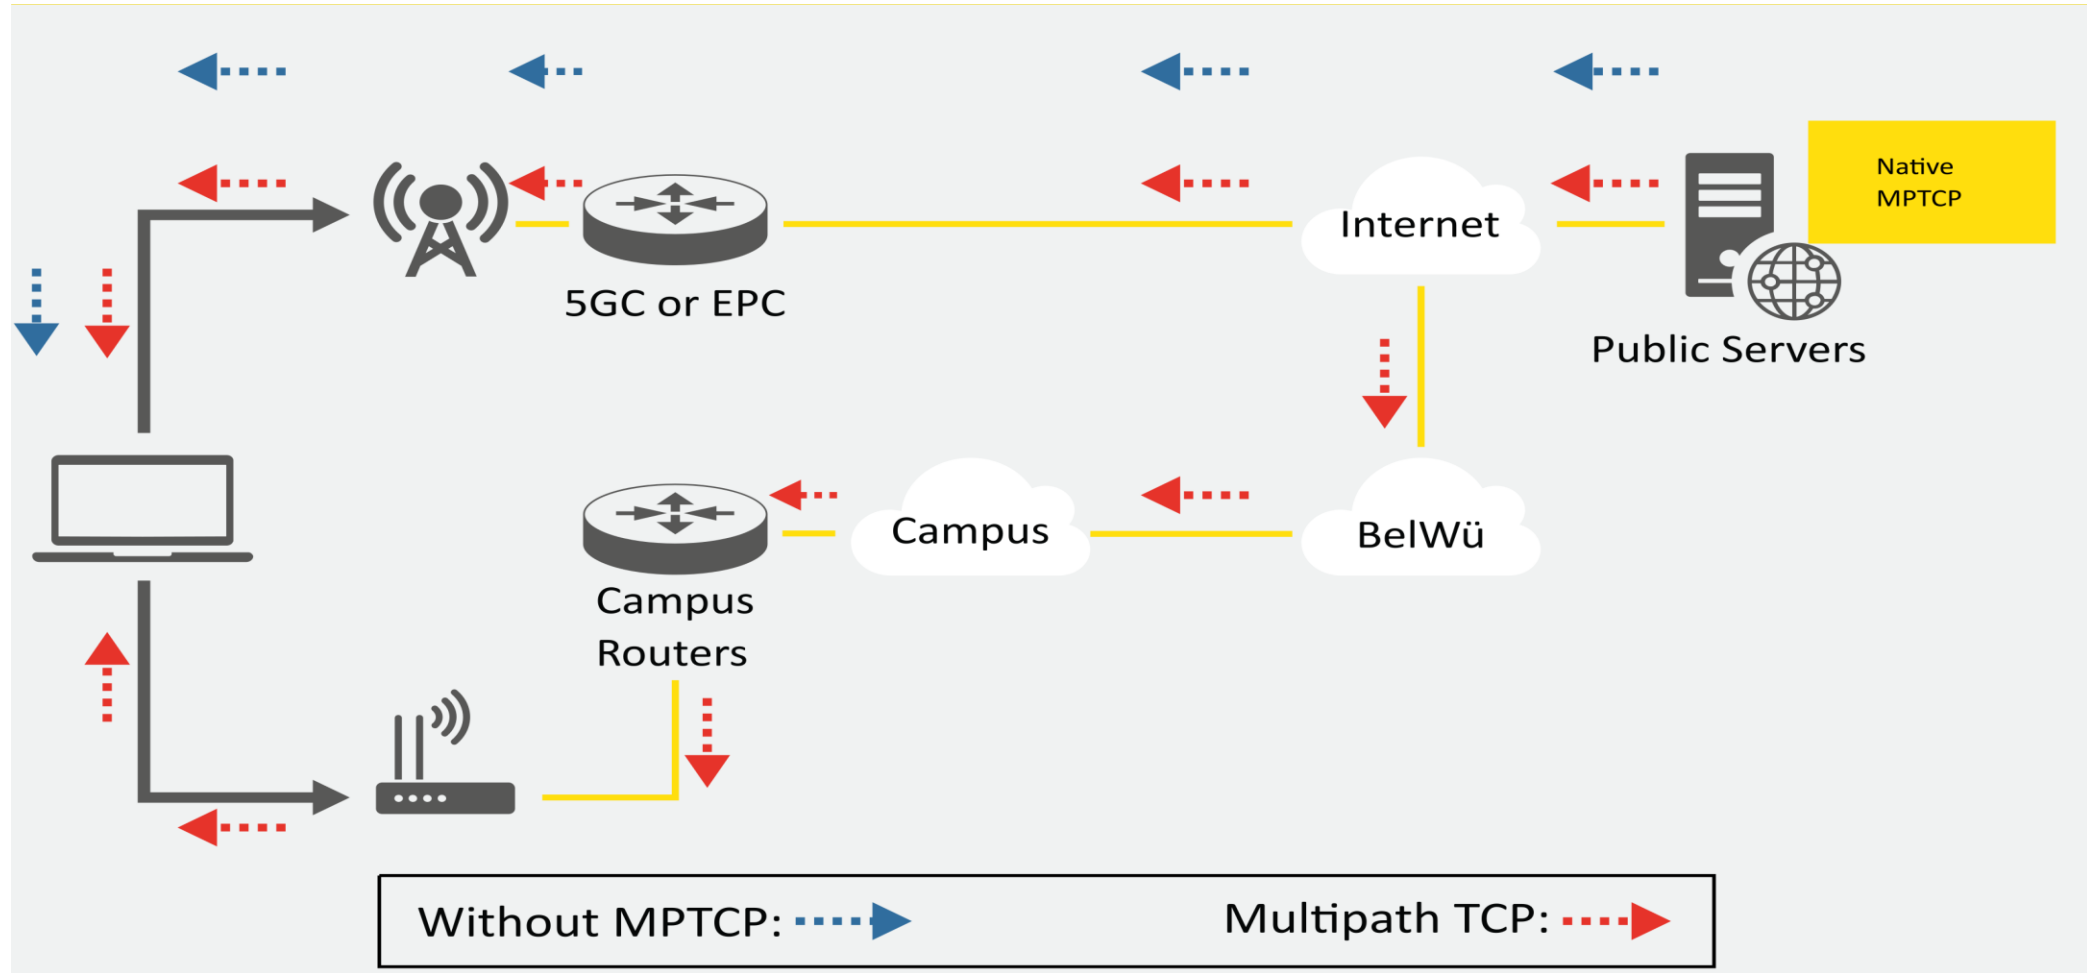 Native
MPTCP
Internet
5GC or EPC
Public Servers
Campus
BelWü
Campus
Routers
Without MPTCP:
Multipath TCP: